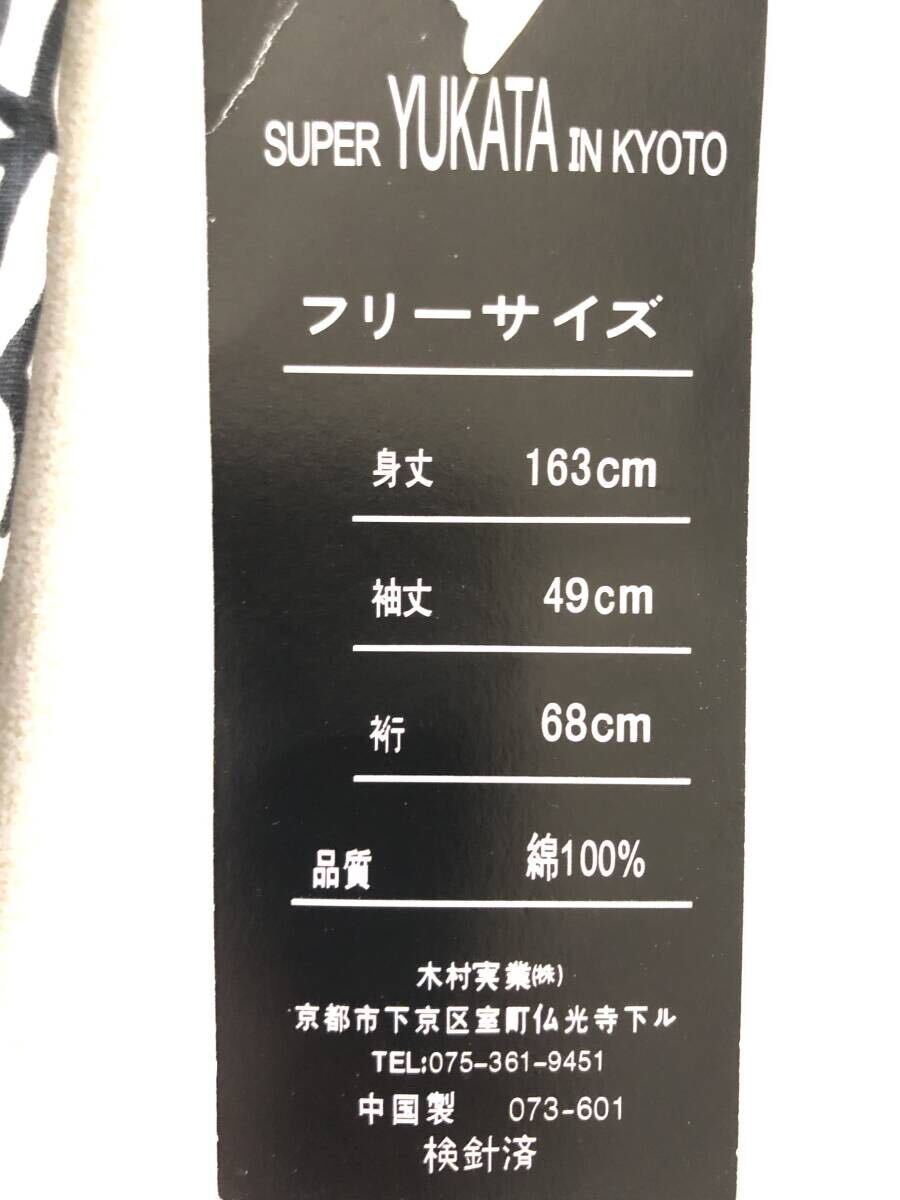 SUPER YUKATA IN KYOTO
フリーサイズ
身丈 163cm
袖丈 49cm
裄 68cm
品質 綿100%
木村実業㈱
京都市下京区室町仏光寺下ル
TEL:075-361-9451
中国製 073-601
検針済